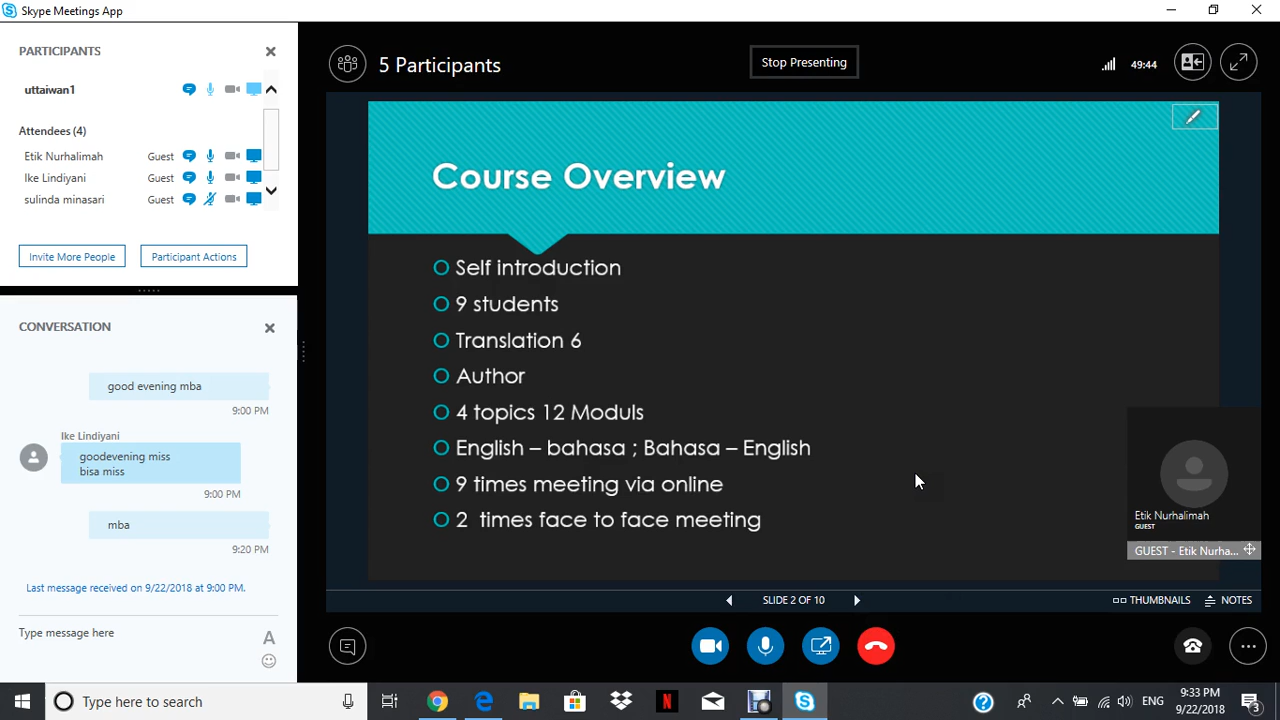 Skype Meetings App
PARTICIPANTS
uttaiwan1
Attendees (4)
Etik Nurhalimah Guest
Ike Lindiyani Guest
sulinda minasari Guest
Invite More People Participant Actions
CONVERSATION
good evening mba
9:00 PM
Ike Lindiyani
goodevening miss
bisa miss
9:00 PM
mba
9:20 PM
Last message received on 9/22/2018 at 9:00 PM.
Type message here
A
5 Participants
Stop Presenting
49:44
Course Overview
Self introduction
9 students
Translation 6
Author
4 topics 12 Moduls
English – bahasa ; Bahasa – English
9 times meeting via online
2 times face to face meeting
Etik Nurhalimah
GUEST
GUEST - Etik Nurha...
SLIDE 2 OF 10
THUMBNAILS
NOTES
Type here to search
N
ENG
9:33 PM
9/22/2018
3